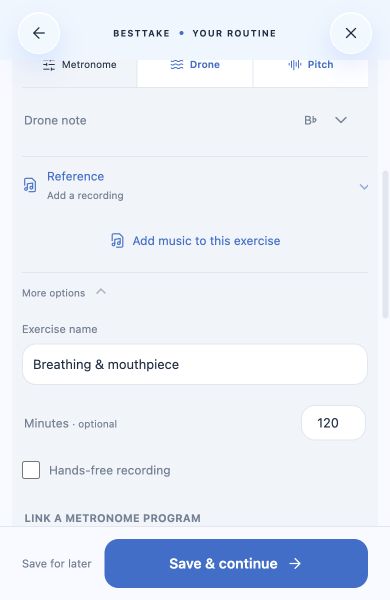 BESTTAKE • YOUR ROUTINE
Metronome
Drone
Pitch
Drone note
B♭
Reference
Add a recording
Add music to this exercise
More options
Exercise name
Breathing & mouthpiece
Minutes · optional
120
Hands-free recording
LINK A METRONOME PROGRAM
Save for later
Save & continue →